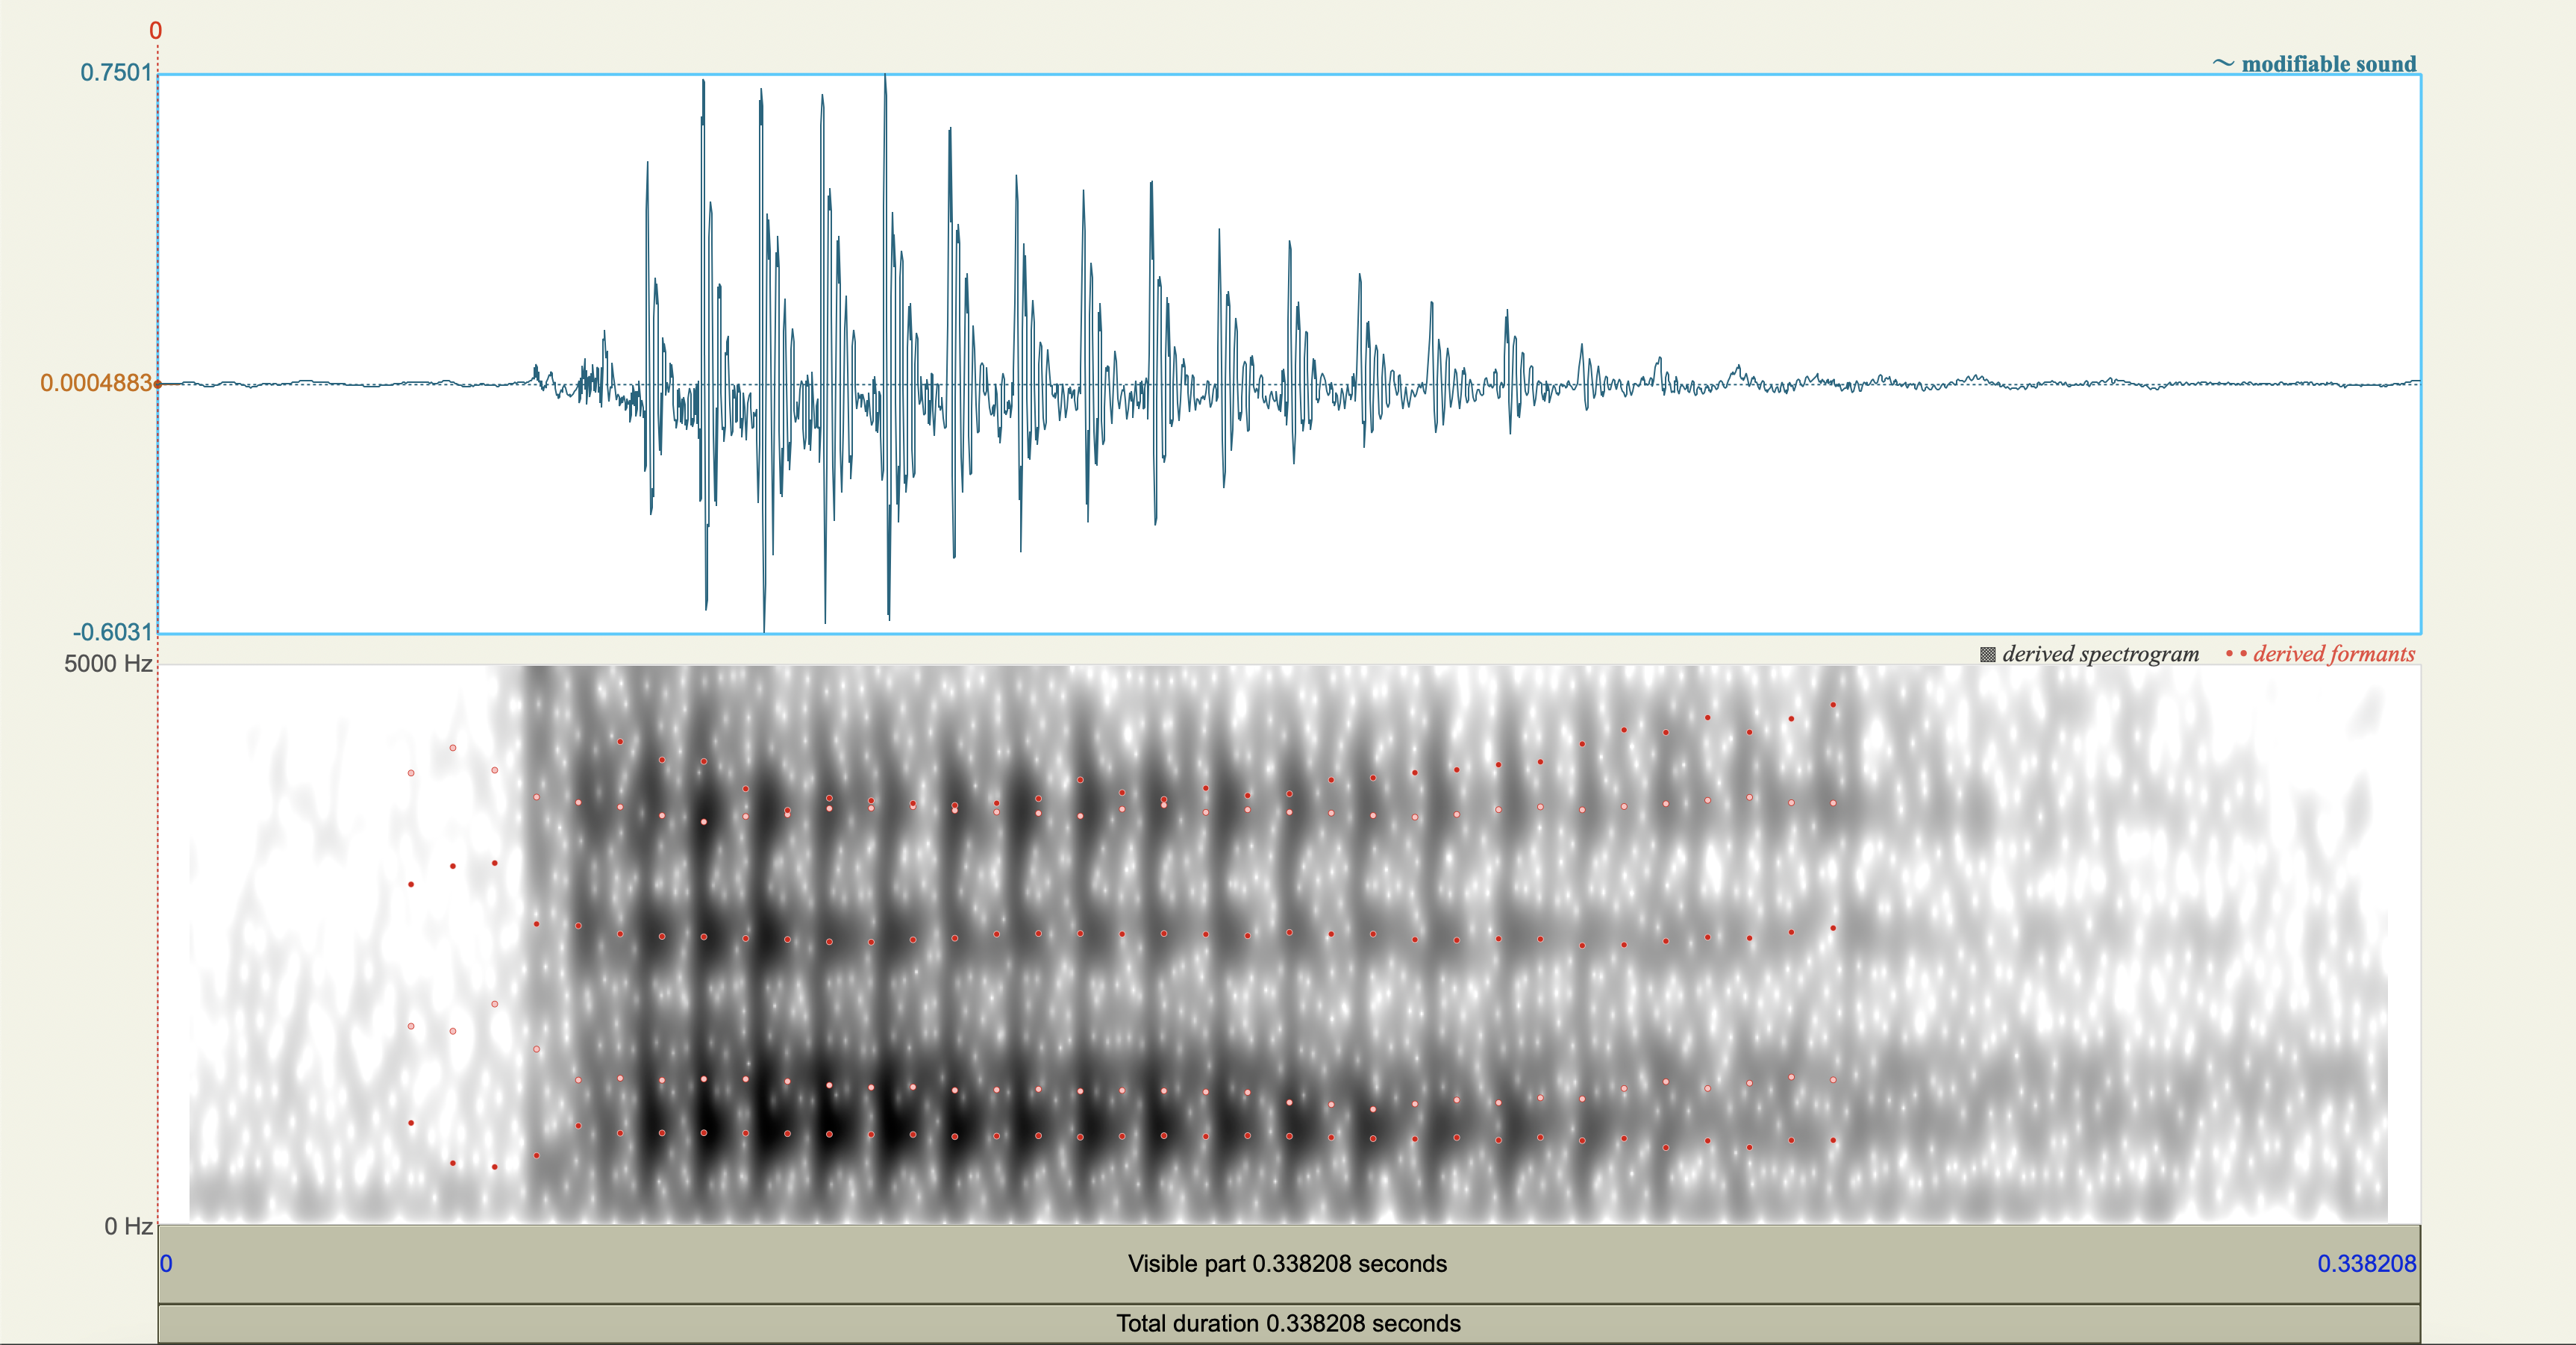 0
0.7501
~ modifiable sound
0.0004883
-0.6031
5000 Hz
derived spectrogram
derived formants
0 Hz
0 Visible part 0.338208 seconds 0.338208
Total duration 0.338208 seconds